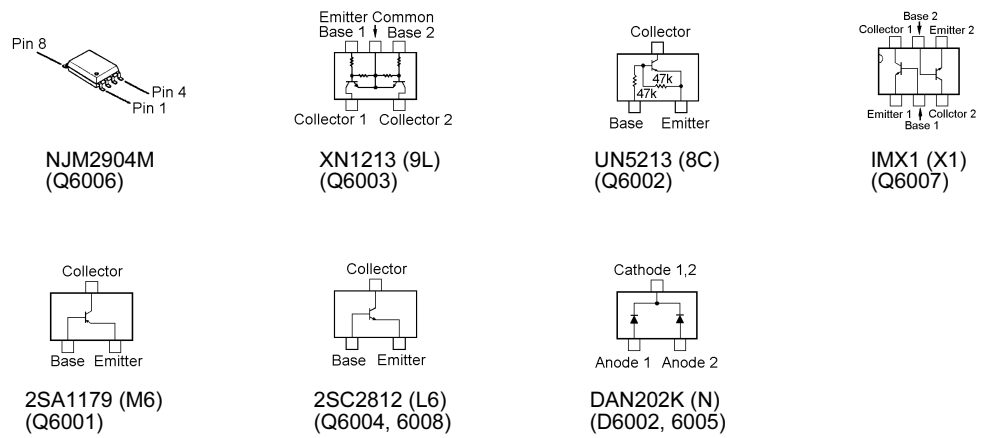 Pin 8
Pin 4
Pin 1
NJM2904M
(Q6006)
Emitter Common
Base 1
Base 2
Collector 1
Collector 2
XN1213 (9L)
(Q6003)
Collector
47k
47k
Base
Emitter
UN5213 (8C)
(Q6002)
Base 2
Collector 1
Emitter 2
Emitter 1
Collctor 2
Base 1
IMX1 (X1)
(Q6007)
Collector
Base
Emitter
2SA1179 (M6)
(Q6001)
Collector
Base
Emitter
2SC2812 (L6)
(Q6004, 6008)
Cathode 1,2
Anode 1
Anode 2
DAN202K (N)
(D6002, 6005)